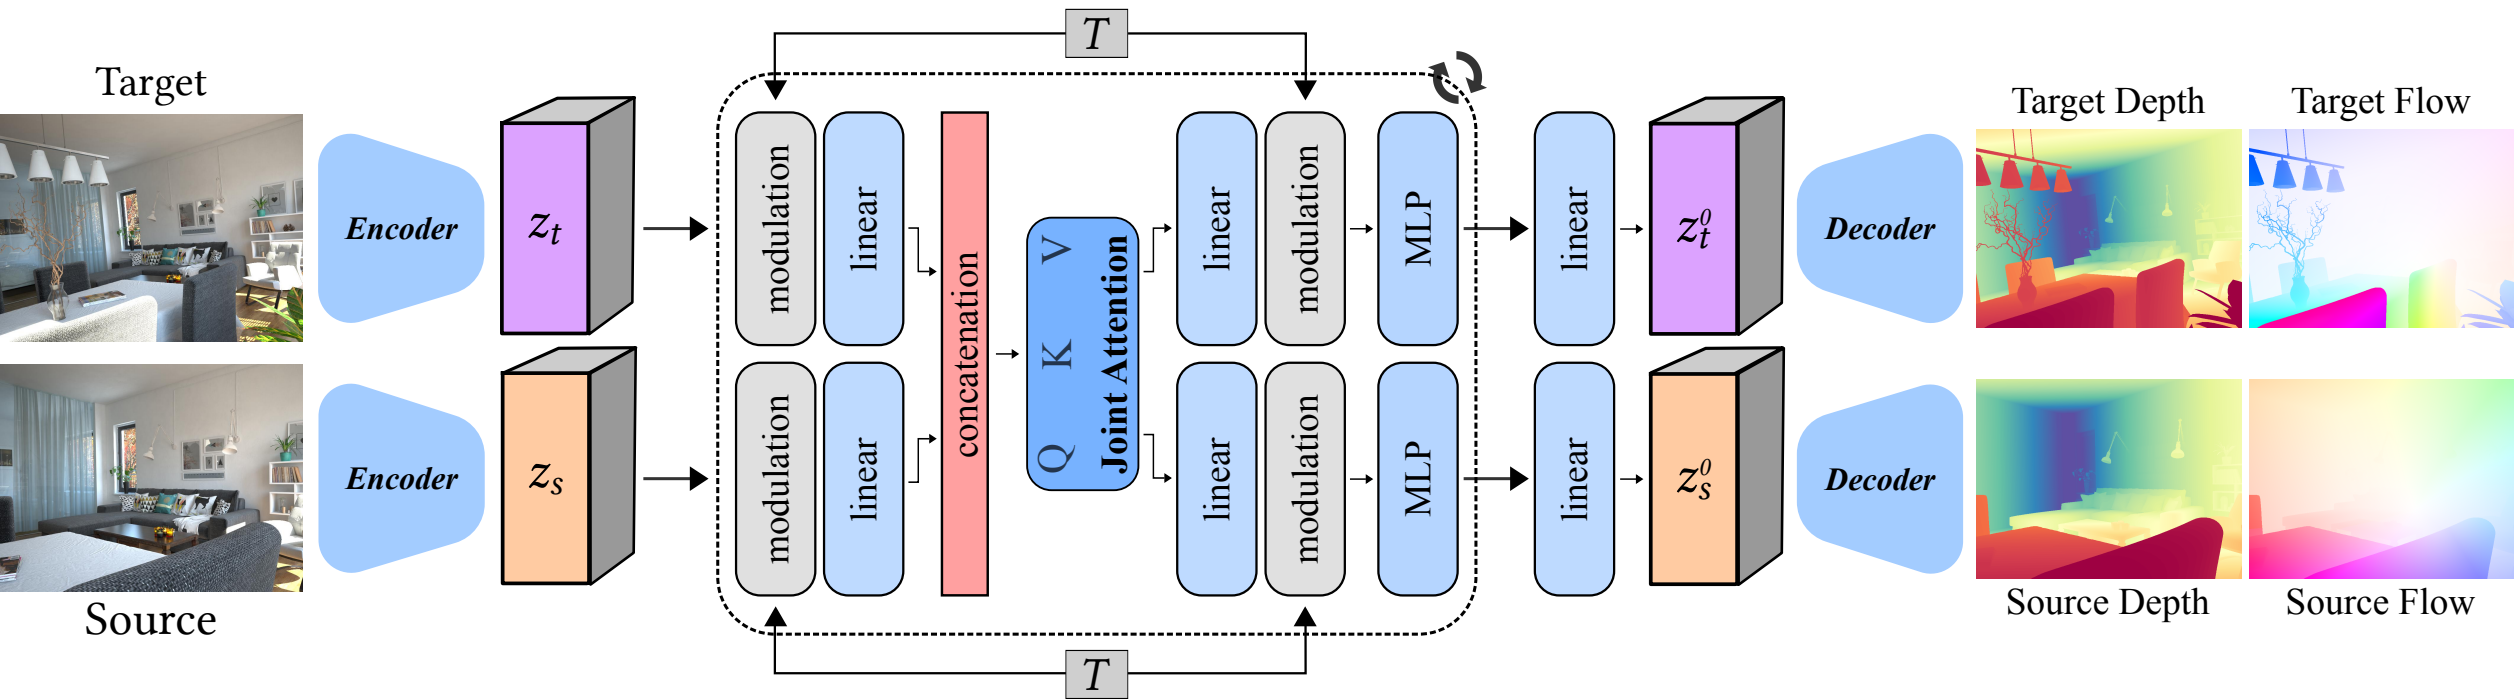 T
Target
Encoder
z_t
modulation
linear
concatenation
Q K V
Joint Attention
linear
modulation
MLP
linear
z_t^0
Decoder
Target Depth
Target Flow
Source
Encoder
z_s
modulation
linear
linear
modulation
MLP
linear
z_s^0
Decoder
Source Depth
Source Flow
T